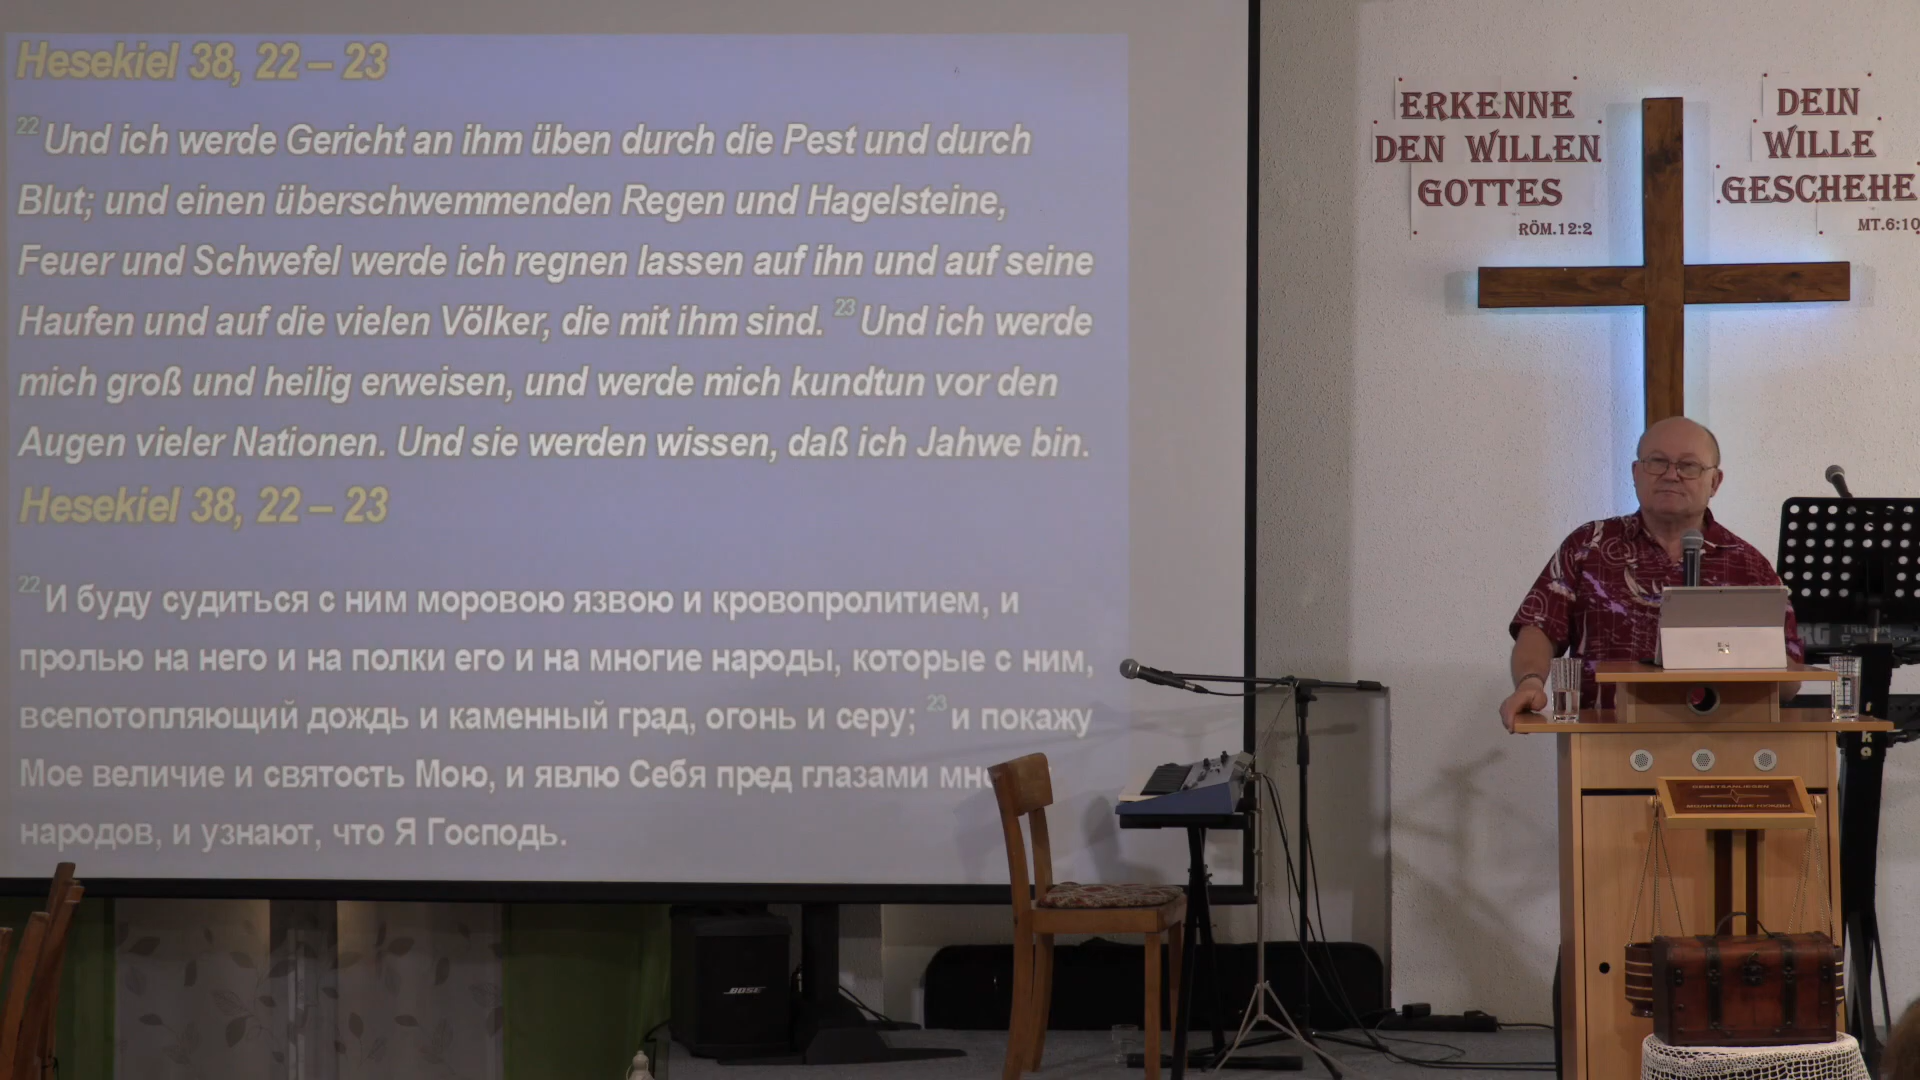 Hesekiel 38, 22 – 23
22 Und ich werde Gericht an ihm üben durch die Pest und durch
Blut; und einen überschwemmenden Regen und Hagelsteine,
Feuer und Schwefel werde ich regnen lassen auf ihn und auf seine
Haufen und auf die vielen Völker, die mit ihm sind. 23 Und ich werde
mich groß und heilig erweisen, und werde mich kundtun vor den
Augen vieler Nationen. Und sie werden wissen, daß ich Jahwe bin.
Hesekiel 38, 22 – 23
22 И буду судиться с ним моровою язвою и кровопролитием, и
пролью на него и на полки его и на многие народы, которые с ним,
всепотопляющий дождь и каменный град, огонь и серу; 23 и покажу
Мое величие и святость Мою, и явлю Себя пред глазами
народов, и узнают, что Я Господь.
ERKENNE
DEN WILLEN
GOTTES
RÖM.12:2
DEIN
WILLE
GESCHEHE
MT.6:10
BOSE